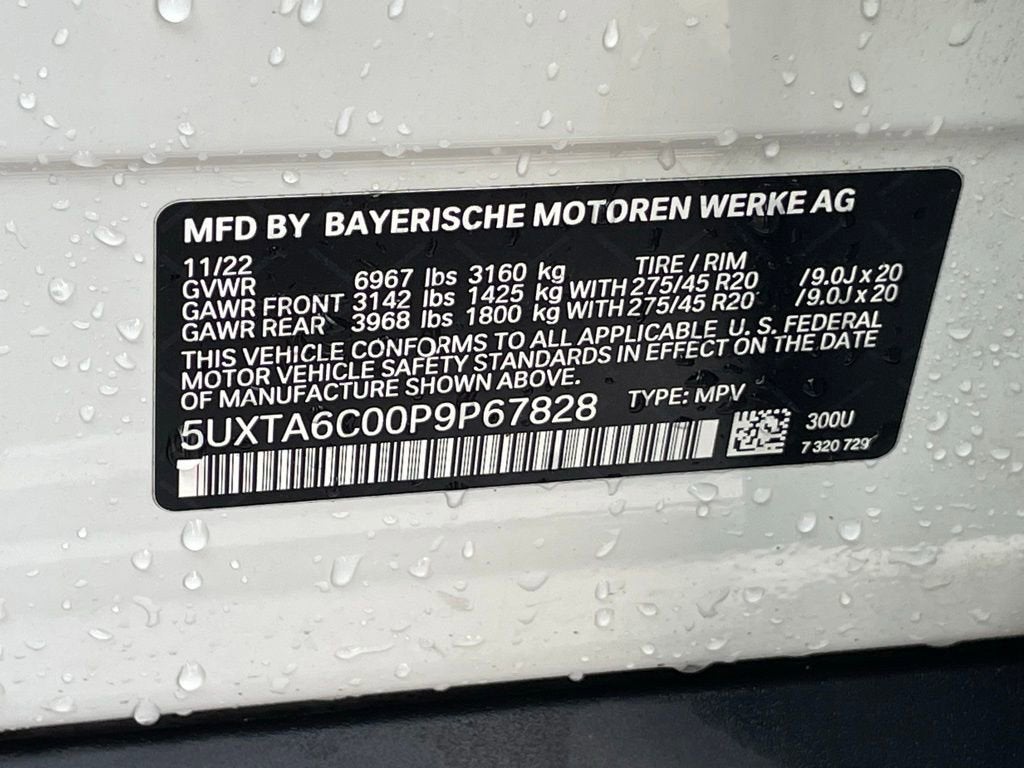 MFD BY BAYERISCHE MOTOREN WERKE AG
11/22 TIRE / RIM
GVWR 6967 lbs 3160 kg
GAWR FRONT 3142 lbs 1425 kg WITH 275/45 R20 /9.0J x 20
GAWR REAR 3968 lbs 1800 kg WITH 275/45 R20 /9.0J x 20
THIS VEHICLE CONFORMS TO ALL APPLICABLE U. S. FEDERAL
MOTOR VEHICLE SAFETY STANDARDS IN EFFECT ON THE DATE
OF MANUFACTURE SHOWN ABOVE.
5UXTA6C00P9P67828 TYPE: MPV
300U
7 320 729